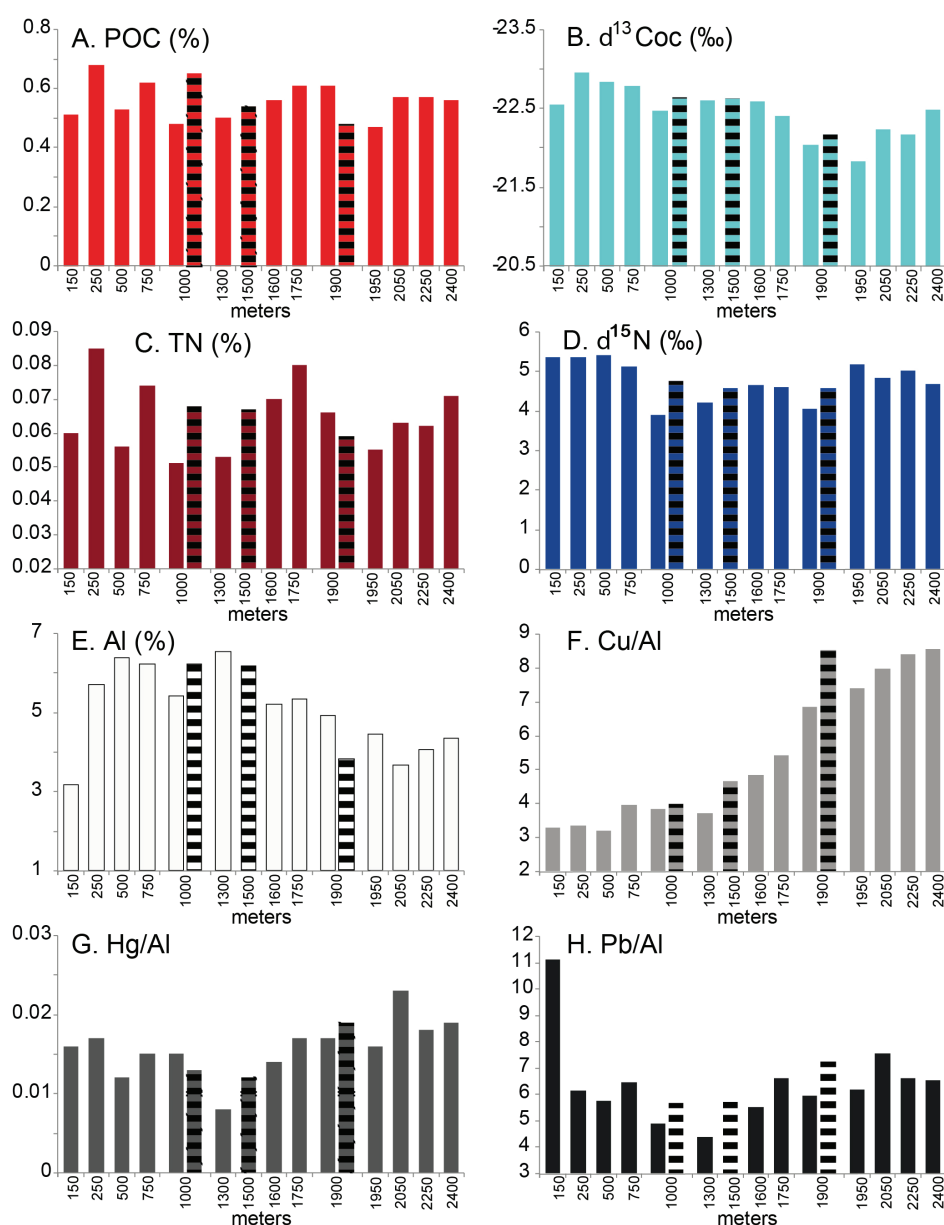 A. POC (%)
0.8
0.6
0.4
0.2
0
150 250 500 750 1000 1300 1500 1600 1750 1900 1950 2050 2250 2400
meters
B. d¹³Coc (‰)
-23.5
-22.5
-21.5
-20.5
150 250 500 750 1000 1300 1500 1600 1750 1900 1950 2050 2250 2400
meters
C. TN (%)
0.09
0.08
0.07
0.06
0.05
0.04
0.03
0.02
150 250 500 750 1000 1300 1500 1600 1750 1900 1950 2050 2250 2400
meters
D. d¹⁵N (‰)
6
5
4
3
2
1
0
150 250 500 750 1000 1300 1500 1600 1750 1900 1950 2050 2250 2400
meters
E. Al (%)
7
5
3
1
150 250 500 750 1000 1300 1500 1600 1750 1900 1950 2050 2250 2400
meters
F. Cu/Al
9
8
7
6
5
4
3
2
150 250 500 750 1000 1300 1500 1600 1750 1900 1950 2050 2250 2400
meters
G. Hg/Al
0.03
0.02
0.01
0
150 250 500 750 1000 1300 1500 1600 1750 1900 1950 2050 2250 2400
meters
H. Pb/Al
12
11
10
9
8
7
6
5
4
3
150 250 500 750 1000 1300 1500 1600 1750 1900 1950 2050 2250 2400
meters